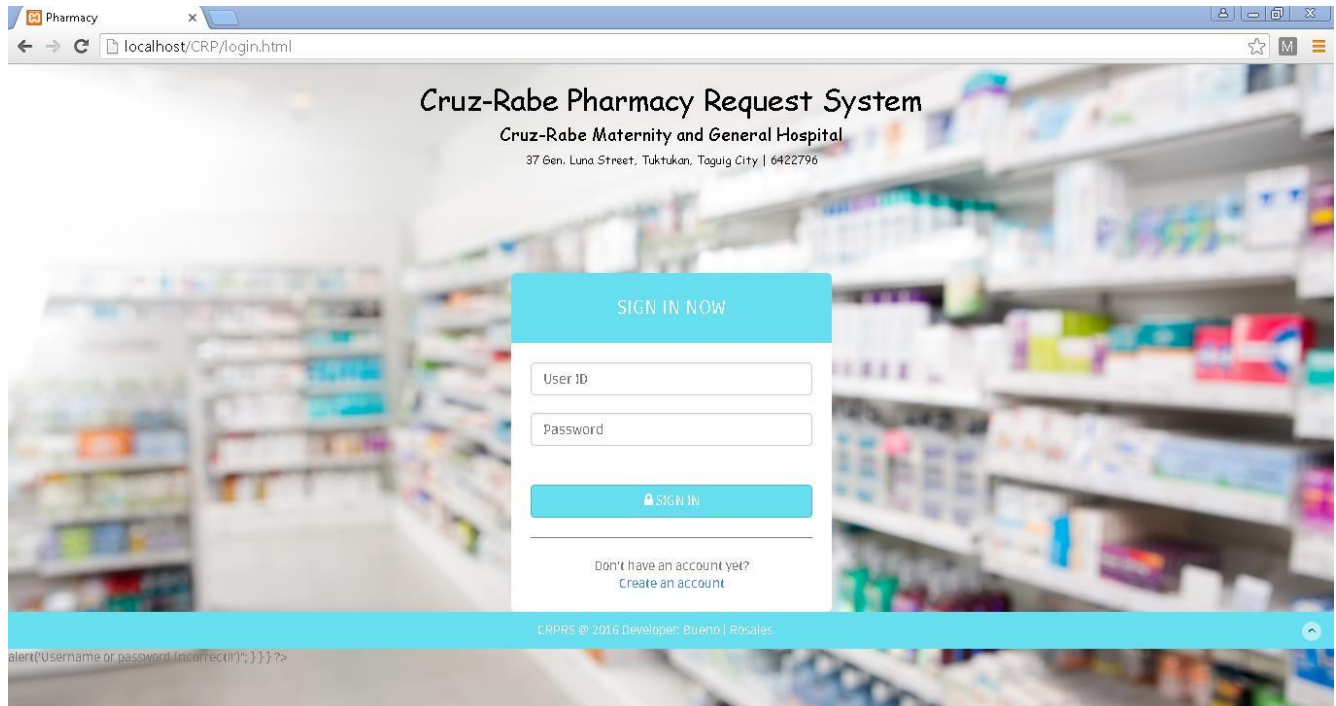 Pharmacy
localhost/CRP/login.html
M
Cruz-Rabe Pharmacy Request System
Cruz-Rabe Maternity and General Hospital
37 Gen. Luna Street, Tuktukan, Taguig City | 6422796
SIGN IN NOW
User ID
Password
SIGN IN
Don't have an account yet?
Create an account
CRPRS @ 2016 Developer: Bueno | Rosales
alert('Username or password incorrect!!')"; } } } ?>